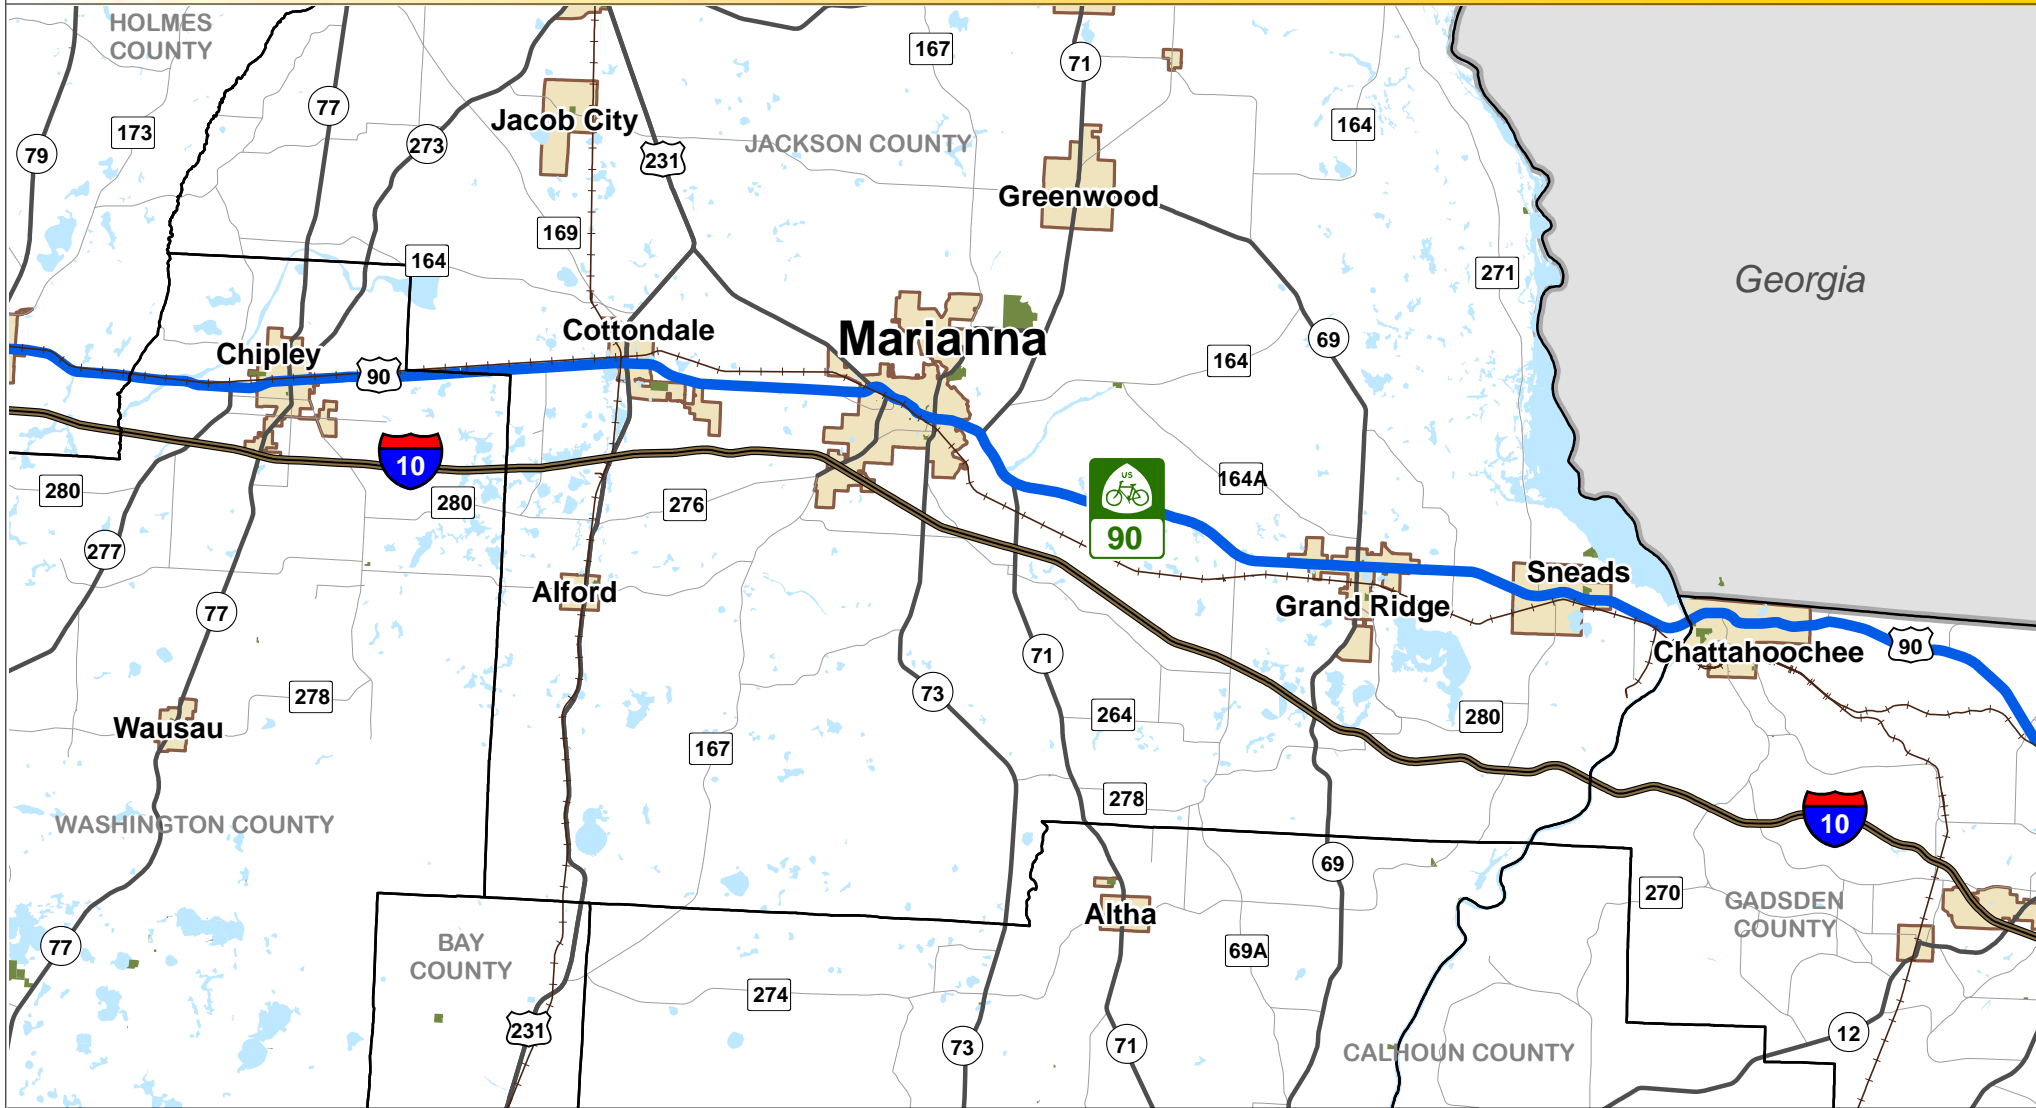 HOLMES
COUNTY
167
71
77
173
Jacob City
164
79
273
JACKSON COUNTY
231
Greenwood
169
164
271
Georgia
Cottondale
Marianna
69
Chipley
164
90
10
280
280
276
164A
US
90
277
Alford
Sneads
Grand Ridge
77
71
Chattahoochee
90
278
73
Wausau
264
280
167
278
WASHINGTON COUNTY
10
69
270
GADSDEN
COUNTY
Altha
77
BAY
COUNTY
69A
274
231
73
71
CALHOUN COUNTY
12